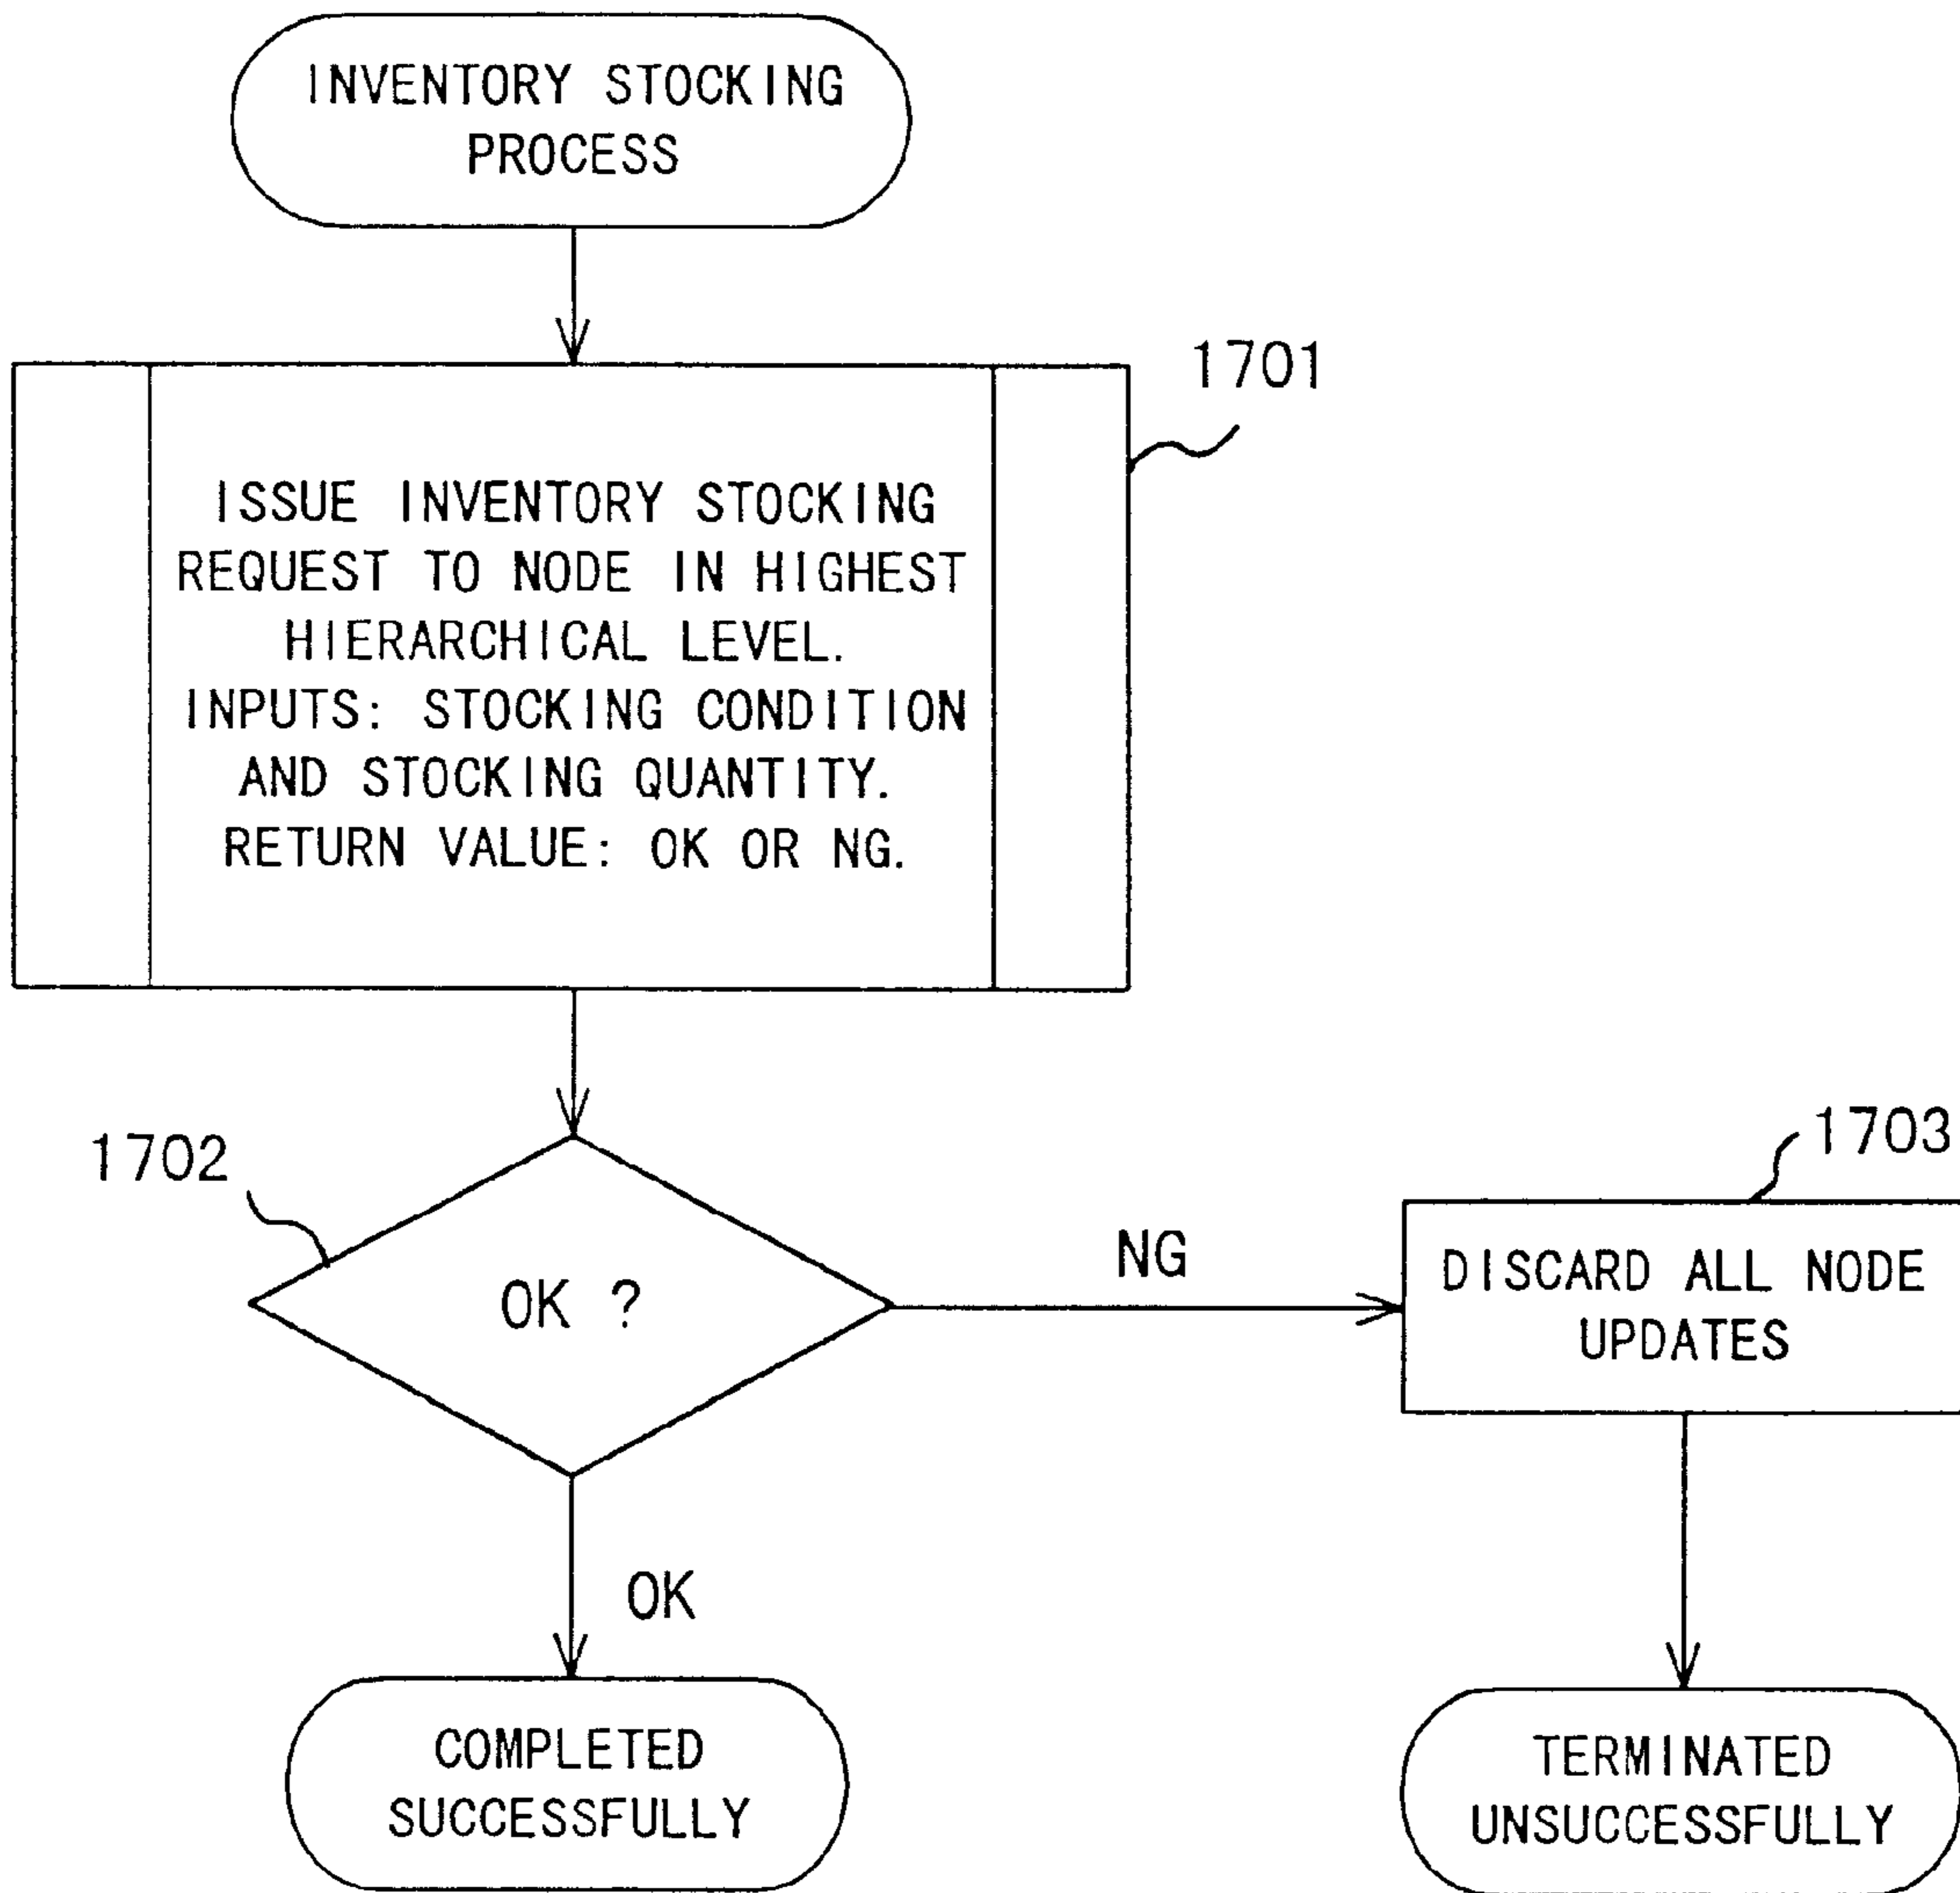 INVENTORY STOCKING
PROCESS
1701
ISSUE INVENTORY STOCKING
REQUEST TO NODE IN HIGHEST
HIERARCHICAL LEVEL.
INPUTS: STOCKING CONDITION
AND STOCKING QUANTITY.
RETURN VALUE: OK OR NG.
1702
OK ?
NG
1703
DISCARD ALL NODE
UPDATES
OK
COMPLETED
SUCCESSFULLY
TERMINATED
UNSUCCESSFULLY